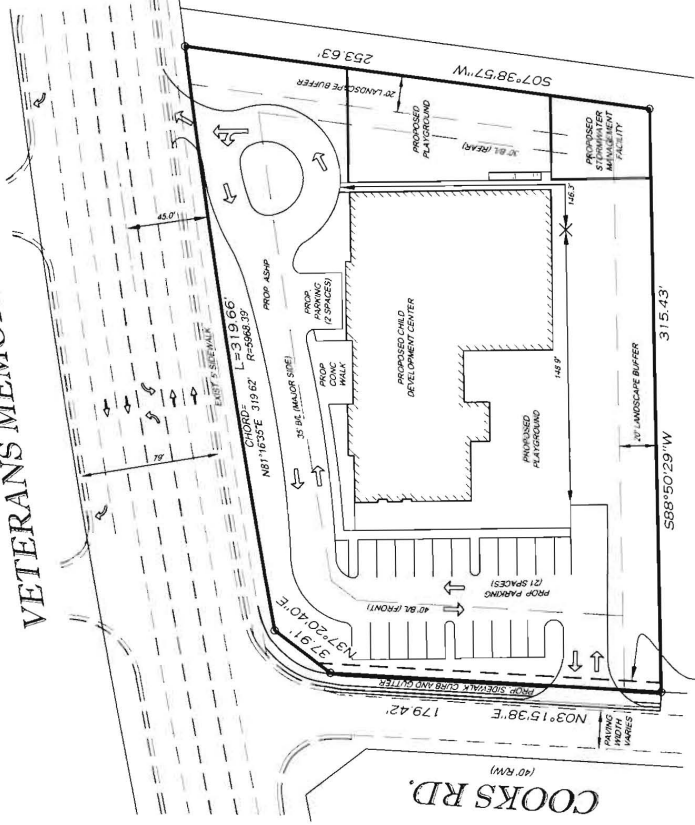 VETERANS MEMO
45.0'
79'
EXIST 5' SIDEWALK
CHORD=
N81°16'35"E 319.62'
L=319.66'
R=5968.39'
PROP. ASHP
35' B/L (MAJOR SIDE)
PROP.
PARKING
(2 SPACES)
PROP
CONC
WALK
253.63'
S07°38'57"W
20' LANDSCAPE BUFFER
PROPOSED
PLAYGROUND
30' B/L (REAR)
PROPOSED
STORMWATER
MANAGEMENT
FACILITY
146.3'
PROPOSED CHILD
DEVELOPMENT CENTER
148.9'
PROPOSED
PLAYGROUND
20' LANDSCAPE BUFFER
315.43'
S88°50'29"W
N37°20'40"E
37.91'
40' B/L (FRONT)
PROP PARKING
(21 SPACES)
PROP. SIDEWALK, CURB AND GUTTER
179.42'
N03°15'38"E
PAVING
WIDTH
VARIES
(40' R/W)
COOKS RD.